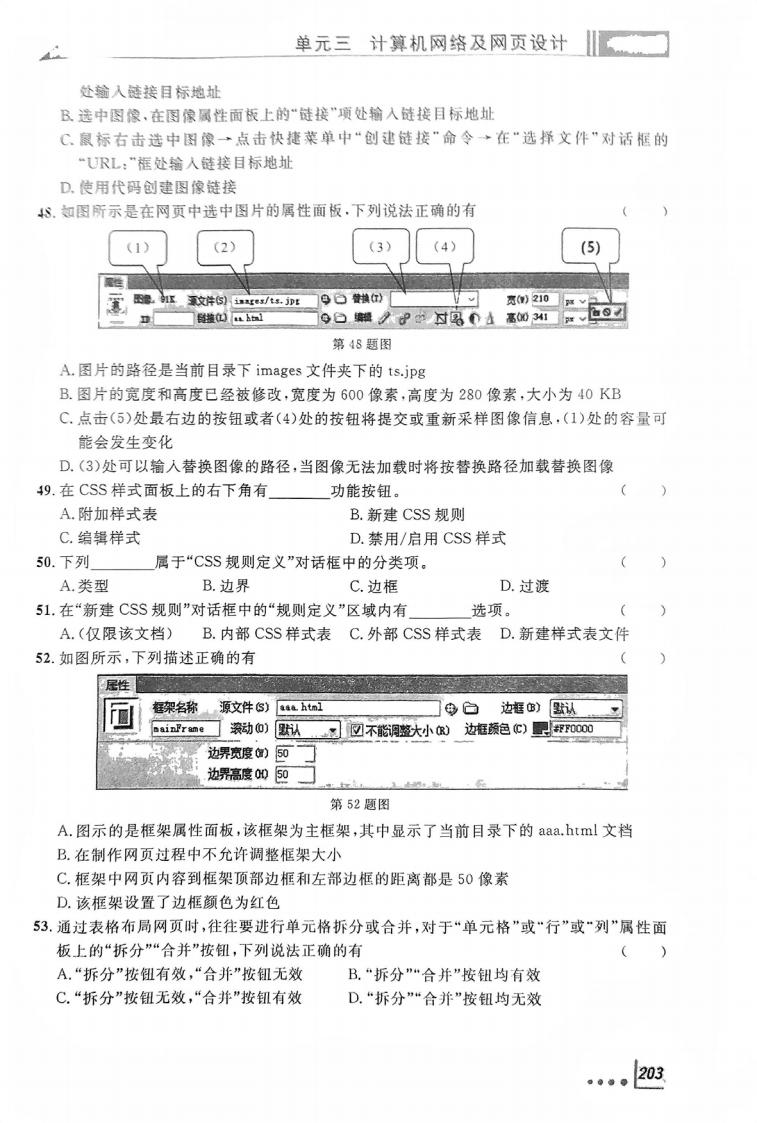 单元三 计算机网络及网页设计
处输入链接目标地址
B.选中图像,在图像属性面板上的“链接”项处输入链接目标地址
C.鼠标右击选中图像→点击快捷菜单中“创建链接”命令→在“选择文件”对话框的
“URL:”框处输入链接目标地址
D.使用代码创建图像链接
48.如图所示是在网页中选中图片的属性面板,下列说法正确的有 ( )
(1) (2) (3) (4) (5)
属性
图像, 91K 源文件(S) images/ts.jpg 替换(T) 宽(W) 210 px
ID 链接(L) aa.html 编辑 高(H) 341 px
第 48 题图
A.图片的路径是当前目录下 images 文件夹下的 ts.jpg
B.图片的宽度和高度已经被修改,宽度为 600 像素,高度为 280 像素,大小为 40 KB
C.点击(5)处最右边的按钮或者(4)处的按钮将提交或重新采样图像信息,(1)处的容量可
能会发生变化
D.(3)处可以输入替换图像的路径,当图像无法加载时将按替换路径加载替换图像
49.在 CSS 样式面板上的右下角有________功能按钮。 ( )
A.附加样式表 B.新建 CSS 规则
C.编辑样式 D.禁用/启用 CSS 样式
50.下列________属于“CSS 规则定义”对话框中的分类项。 ( )
A.类型 B.边界 C.边框 D.过渡
51.在“新建 CSS 规则”对话框中的“规则定义”区域内有________选项。 ( )
A.(仅限该文档) B.内部 CSS 样式表 C.外部 CSS 样式表 D.新建样式表文件
52.如图所示,下列描述正确的有 ( )
属性
框架名称 源文件(S) aaa.html 边框(B) 默认
mainFrame 滚动(O) 默认 不能调整大小(R) 边框颜色(C) #FF0000
边界宽度(W) 50
边界高度(H) 50
第 52 题图
A.图示的是框架属性面板,该框架为主框架,其中显示了当前目录下的 aaa.html 文档
B.在制作网页过程中不允许调整框架大小
C.框架中网页内容到框架顶部边框和左部边框的距离都是 50 像素
D.该框架设置了边框颜色为红色
53.通过表格布局网页时,往往要进行单元格拆分或合并,对于“单元格”或“行”或“列”属性面
板上的“拆分”“合并”按钮,下列说法正确的有 ( )
A.“拆分”按钮有效,“合并”按钮无效 B.“拆分”“合并”按钮均有效
C.“拆分”按钮无效,“合并”按钮有效 D.“拆分”“合并”按钮均无效
203